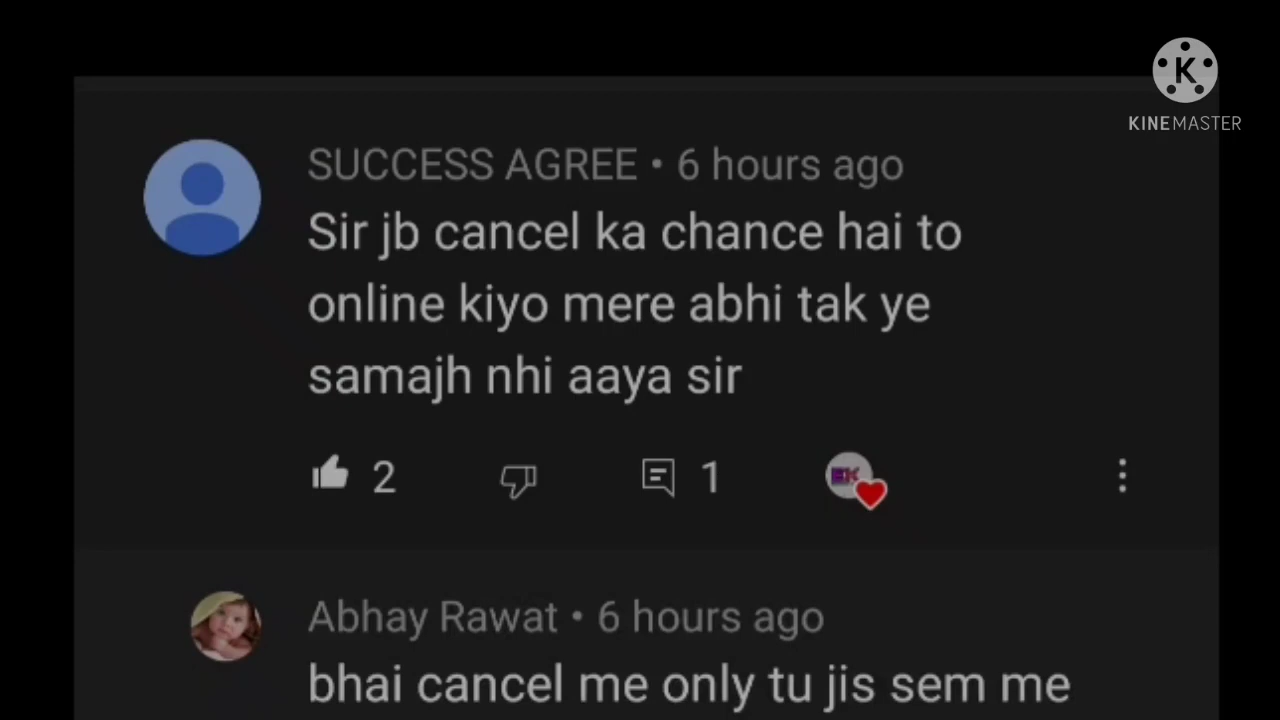 K
KINEMASTER
SUCCESS AGREE • 6 hours ago
Sir jb cancel ka chance hai to
online kiyo mere abhi tak ye
samajh nhi aaya sir
2
1
EK
Abhay Rawat • 6 hours ago
bhai cancel me only tu jis sem me